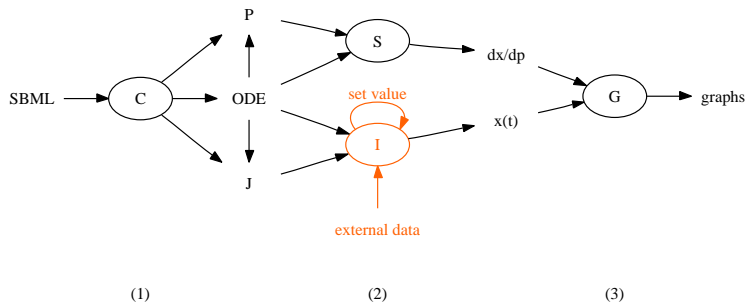 P
S
dx/dp
set value
SBML
C
ODE
G
graphs
x(t)
I
J
external data
(1)
(2)
(3)